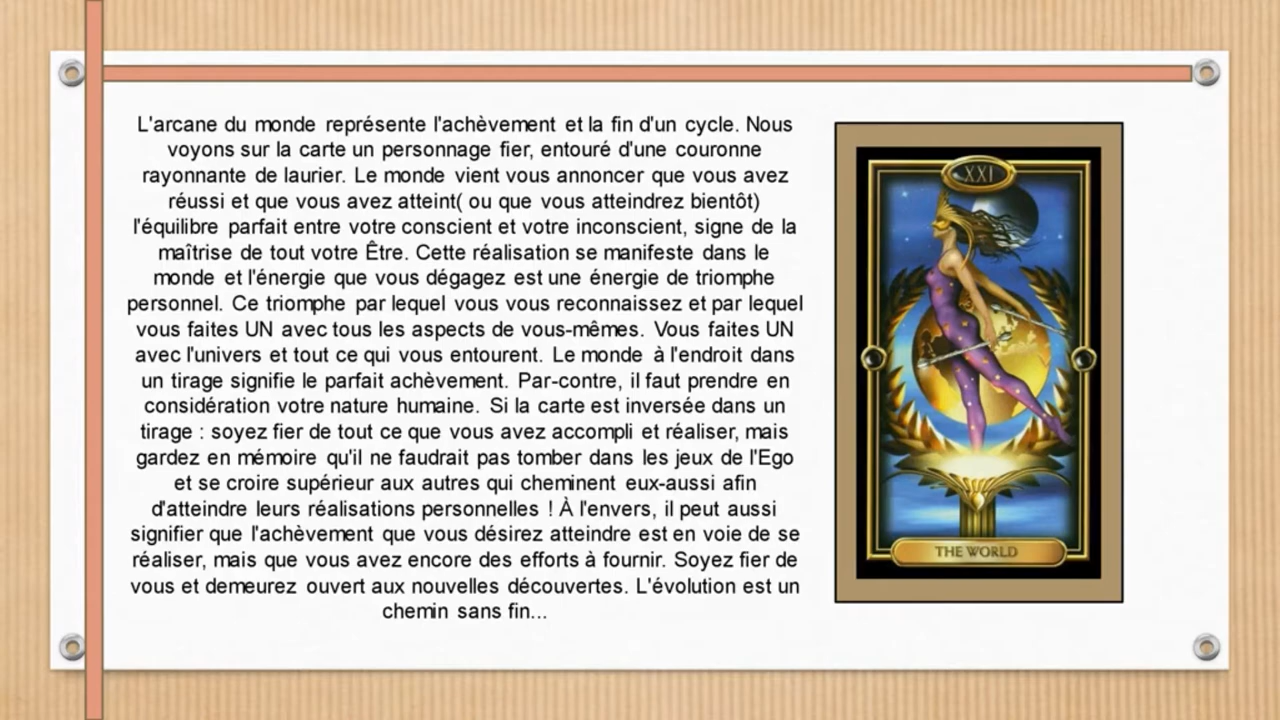 L'arcane du monde représente l'achèvement et la fin d'un cycle. Nous
voyons sur la carte un personnage fier, entouré d'une couronne
rayonnante de laurier. Le monde vient vous annoncer que vous avez
réussi et que vous avez atteint( ou que vous atteindrez bientôt)
l'équilibre parfait entre votre conscient et votre inconscient, signe de la
maîtrise de tout votre Être. Cette réalisation se manifeste dans le
monde et l'énergie que vous dégagez est une énergie de triomphe
personnel. Ce triomphe par lequel vous vous reconnaissez et par lequel
vous faites UN avec tous les aspects de vous-mêmes. Vous faites UN
avec l'univers et tout ce qui vous entourent. Le monde à l'endroit dans
un tirage signifie le parfait achèvement. Par-contre, il faut prendre en
considération votre nature humaine. Si la carte est inversée dans un
tirage : soyez fier de tout ce que vous avez accompli et réaliser, mais
gardez en mémoire qu'il ne faudrait pas tomber dans les jeux de l'Ego
et se croire supérieur aux autres qui cheminent eux-aussi afin
d'atteindre leurs réalisations personnelles ! À l'envers, il peut aussi
signifier que l'achèvement que vous désirez atteindre est en voie de se
réaliser, mais que vous avez encore des efforts à fournir. Soyez fier de
vous et demeurez ouvert aux nouvelles découvertes. L'évolution est un
chemin sans fin...
XXI
THE WORLD